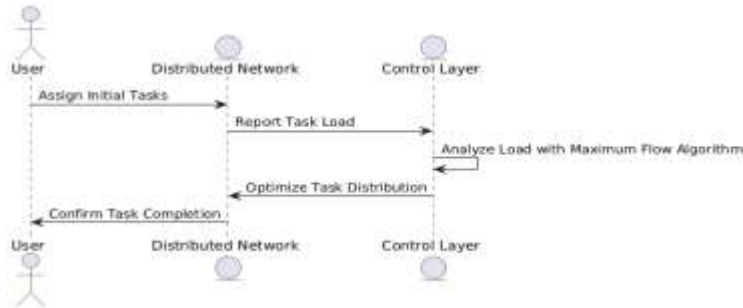 User Distributed Network Control Layer
Assign Initial Tasks
Report Task Load
Analyze Load with Maximum Flow Algorithm
Optimize Task Distribution
Confirm Task Completion
User Distributed Network Control Layer